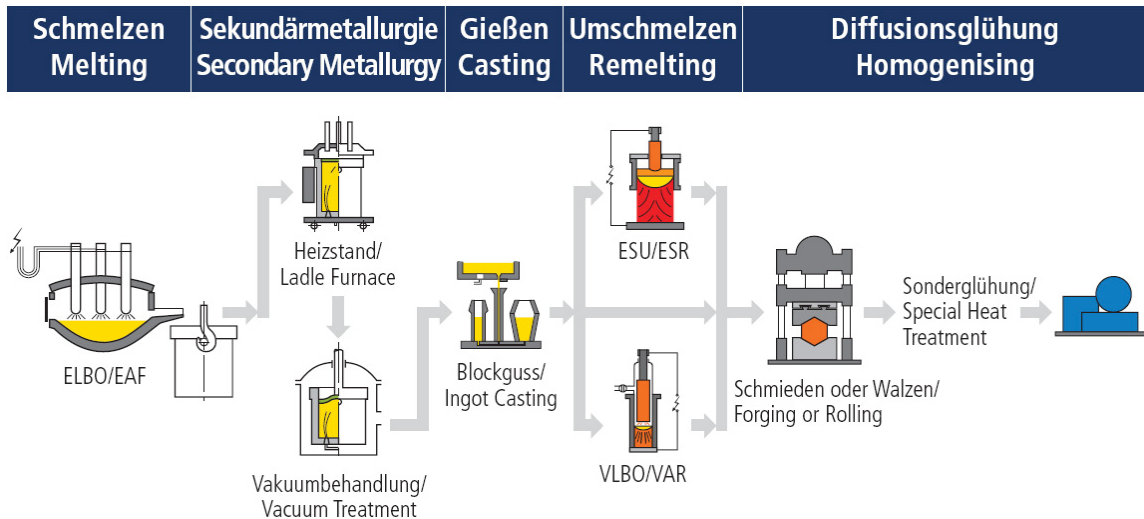 Schmelzen
Melting
Sekundärmetallurgie
Secondary Metallurgy
Gießen
Casting
Umschmelzen
Remelting
Diffusionsglühung
Homogenising
Heizstand/
Ladle Furnace
ESU/ESR
ELBO/EAF
Blockguss/
Ingot Casting
Sonderglühung/
Special Heat
Treatment
Schmieden oder Walzen/
Forging or Rolling
Vakuumbehandlung/
Vacuum Treatment
VLBO/VAR